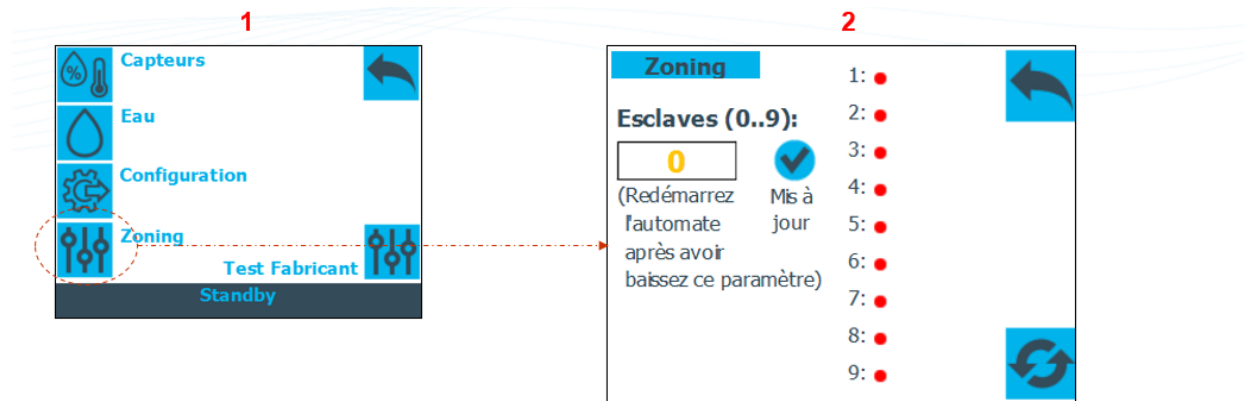 1
Capteurs
Eau
Configuration
Zoning
Test Fabricant
Standby
2
Zoning
Esclaves (0..9):
0
(Redémarrez
l'automate
après avoir
baissez ce paramètre)
Mis à
jour
1:
2:
3:
4:
5:
6:
7:
8:
9:
%